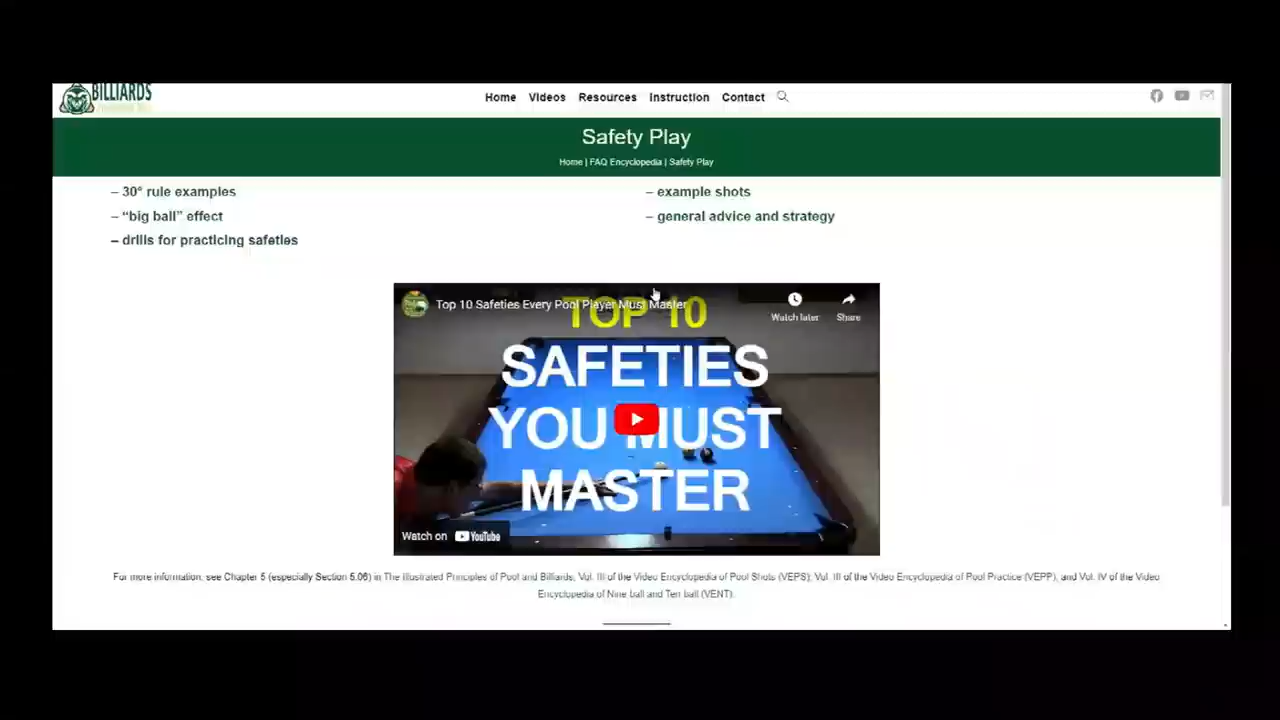 BILLIARDS
Home Videos Resources Instruction Contact
Safety Play
Home | FAQ Encyclopedia | Safety Play
– 30° rule examples
– “big ball” effect
– drills for practicing safeties
– example shots
– general advice and strategy
Top 10 Safeties Every Pool Player Must Master
Watch later
Share
TOP 10
SAFETIES
YOU MUST
MASTER
Watch on YouTube
For more information, see Chapter 5 (especially Section 5.06) in The Illustrated Principles of Pool and Billiards, Vol. III of the Video Encyclopedia of Pool Shots (VEPS), Vol. III of the Video Encyclopedia of Pool Practice (VEPP), and Vol. IV of the Video
Encyclopedia of Nine ball and Ten ball (VENT).